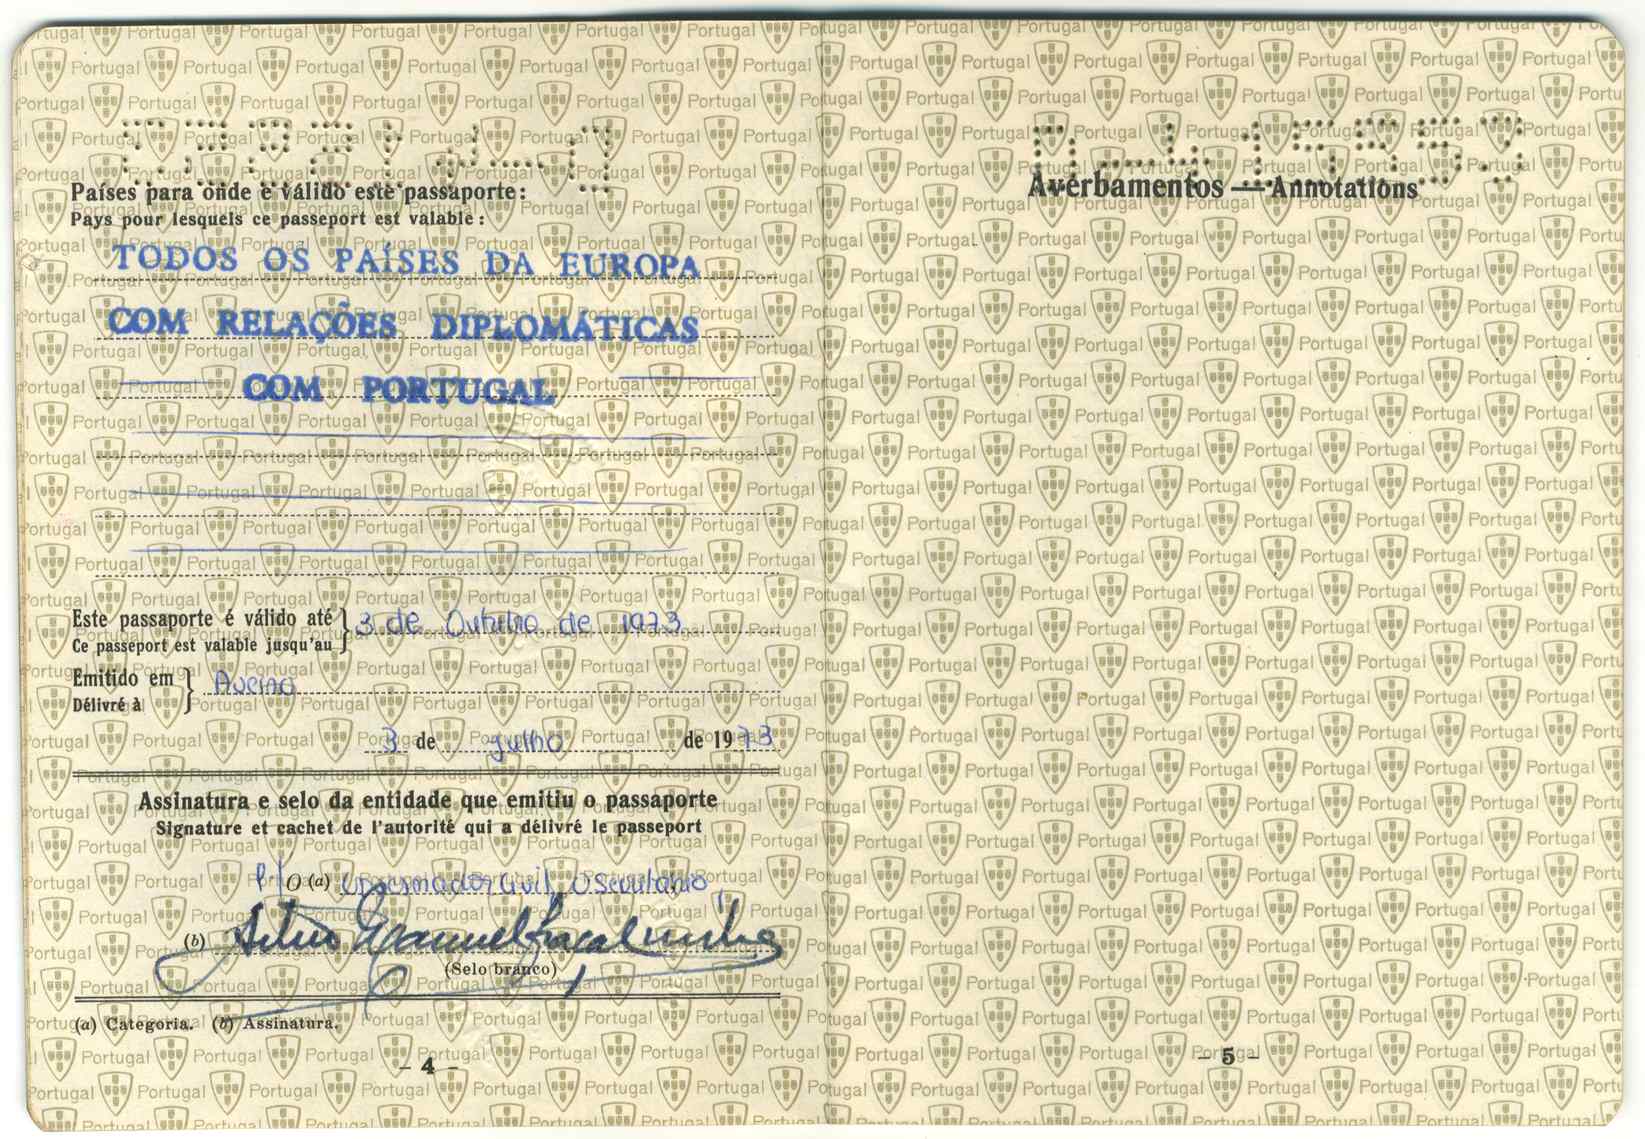 Países para onde é válido este passaporte:
Pays pour lesquels ce passeport est valable:
TODOS OS PAÍSES DA EUROPA
COM RELAÇÕES DIPLOMÁTICAS
COM PORTUGAL
Este passaporte é válido até } 3 de Outubro de 1973
Ce passeport est valable jusqu'au
Emitido em } Aveiro
Délivré à
3 de Julho de 1973
Assinatura e selo da entidade que emitiu o passaporte
Signature et cachet de l'autorité qui a délivré le passeport
P/ O (a) Governador Civil, O Secretário,
(b)
(Selo branco)
(a) Categoria. (b) Assinatura.
- 4 -
Averbamentos — Annotations
- 5 -